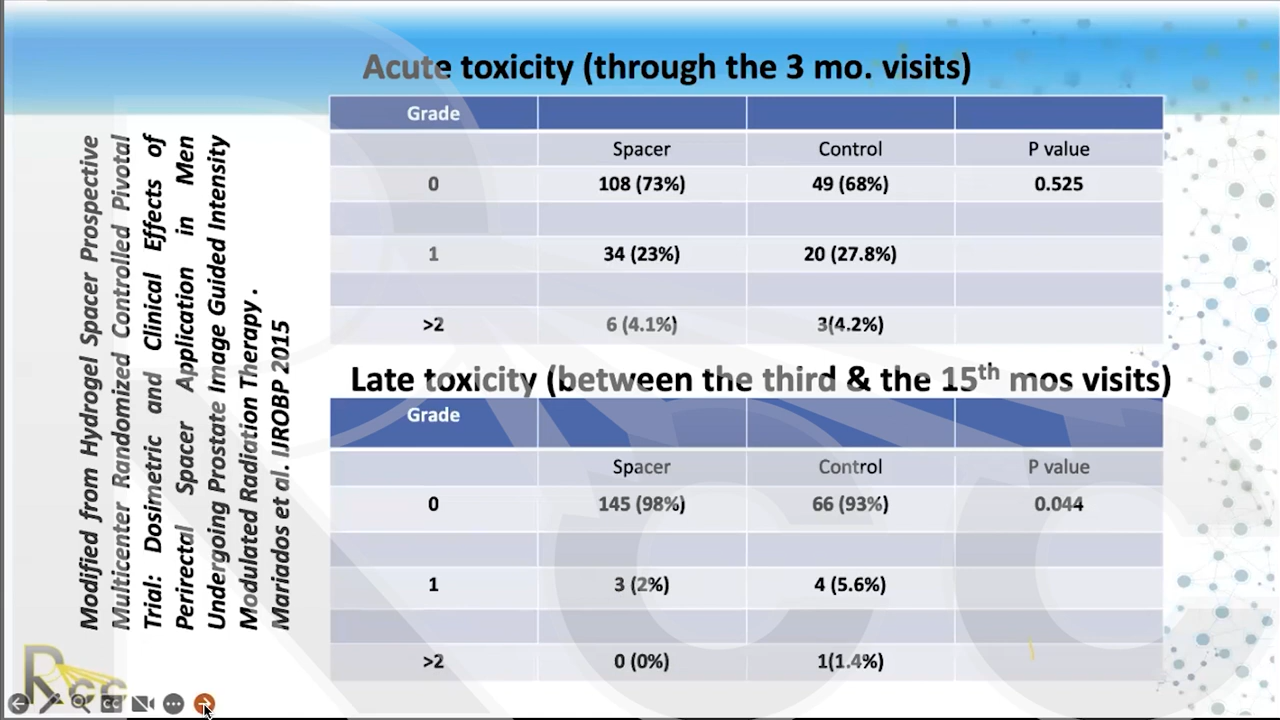 Acute toxicity (through the 3 mo. visits)
Grade
Spacer Control P value
0 108 (73%) 49 (68%) 0.525
1 34 (23%) 20 (27.8%)
>2 6 (4.1%) 3(4.2%)
Late toxicity (between the third & the 15th mos visits)
Grade
Spacer Control P value
0 145 (98%) 66 (93%) 0.044
1 3 (2%) 4 (5.6%)
>2 0 (0%) 1(1.4%)
Modified from Hydrogel Spacer Prospective
Multicenter Randomized Controlled Pivotal
Trial: Dosimetric and Clinical Effects of
Perirectal Spacer Application in Men
Undergoing Prostate Image Guided Intensity
Modulated Radiation Therapy .
Mariados et al. IJROBP 2015
Rcc
CC